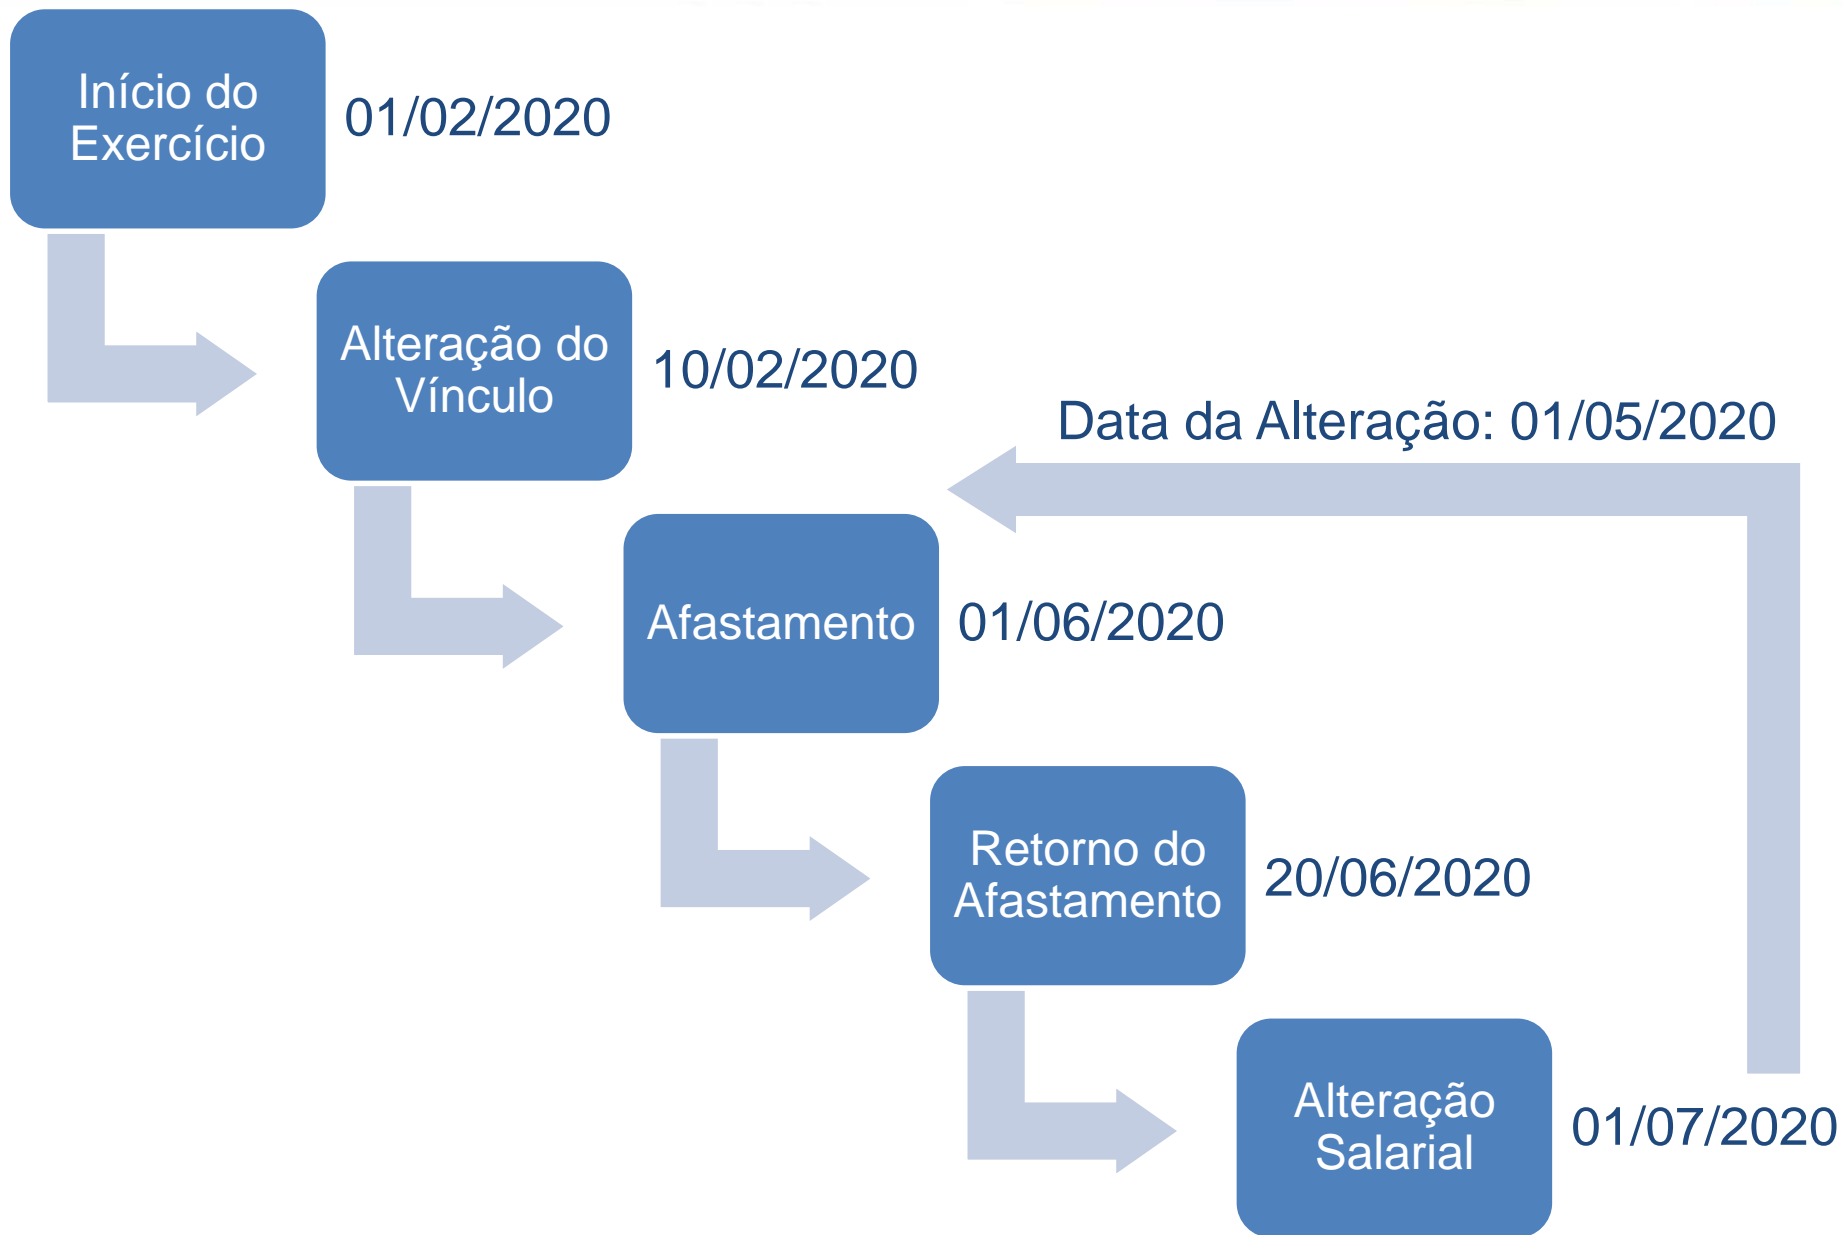 Início do
Exercício
01/02/2020
Alteração do
Vínculo
10/02/2020
Data da Alteração: 01/05/2020
Afastamento
01/06/2020
Retorno do
Afastamento
20/06/2020
Alteração
Salarial
01/07/2020